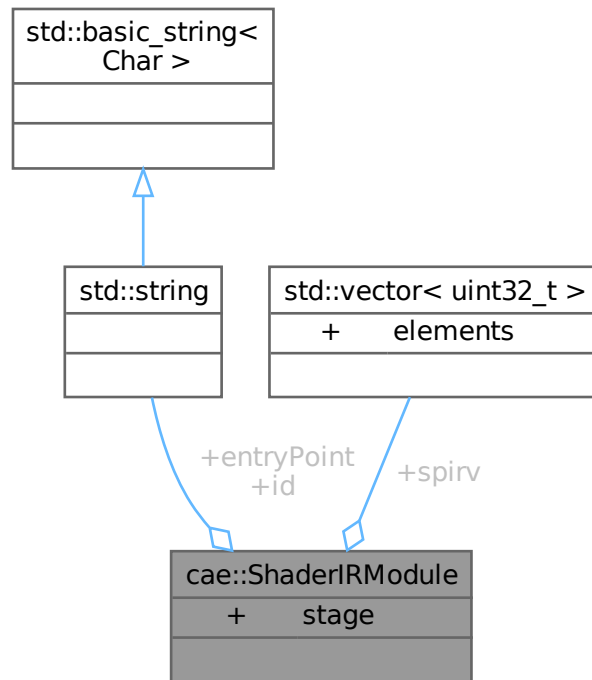 std::basic_string<
Char >
std::string
std::vector< uint32_t >
+ elements
+entryPoint
+id
+spirv
cae::ShaderIRModule
+ stage